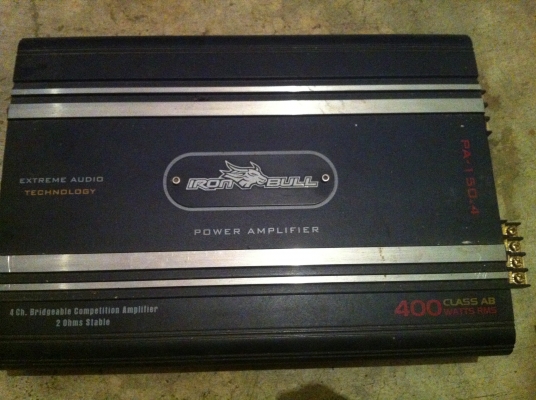 EXTREME AUDIO
TECHNOLOGY
IRON BULL
POWER AMPLIFIER
PA-150.4
4 Ch. Bridgeable Competition Amplifier
2 Ohms Stable
400 CLASS AB
WATTS RMS